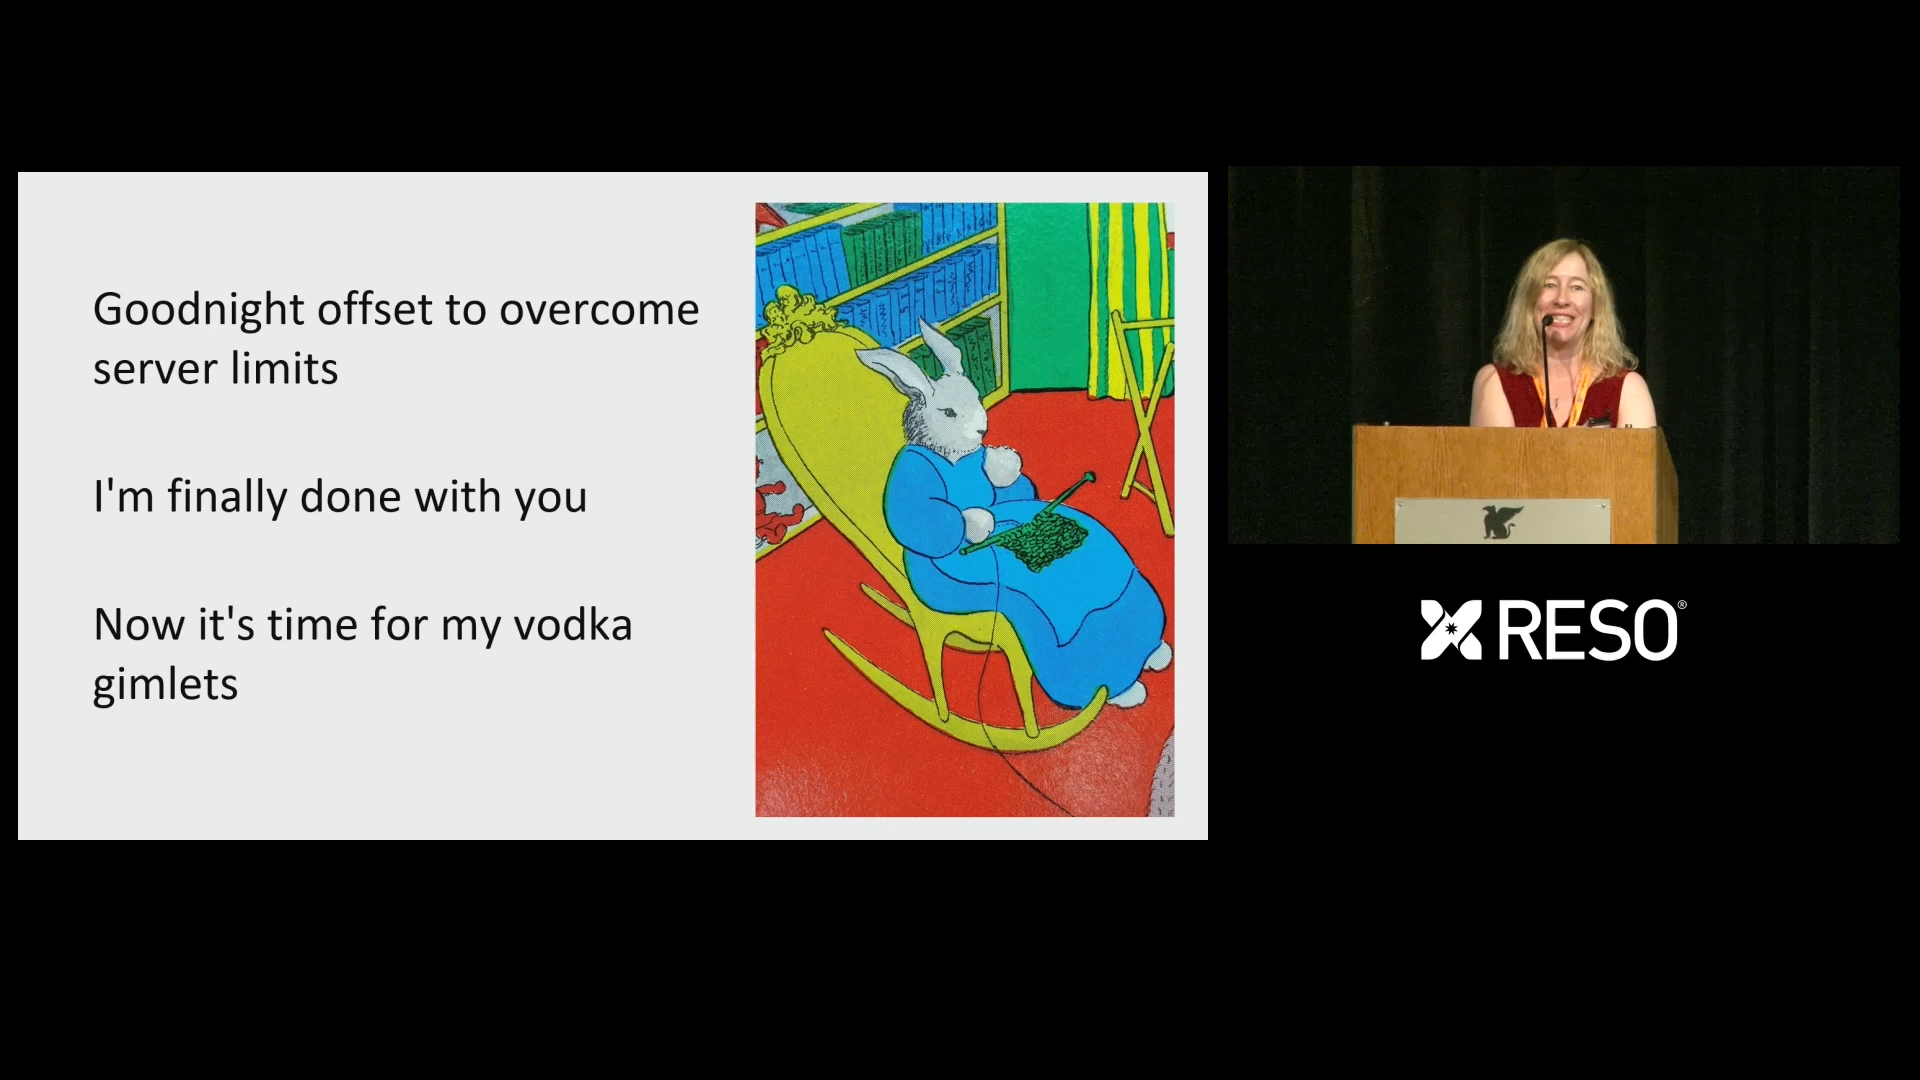 Goodnight offset to overcome
server limits
I'm finally done with you
Now it's time for my vodka
gimlets
RESO®